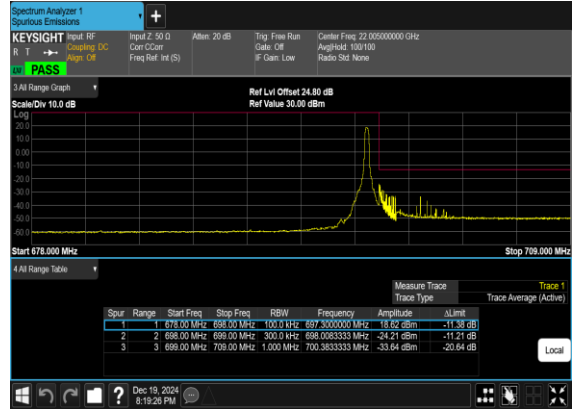 Spectrum Analyzer 1
Spurious Emissions
+
KEYSIGHT Input: RF Input Z: 50 Ω Atten: 20 dB Trig: Free Run Center Freq: 22.005000000 GHz
R T Coupling: DC Corr CCorr Gate: Off Avg|Hold: 100/100
Align: Off Freq Ref: Int (S) IF Gain: Low Radio Std: None
PASS
3 All Range Graph Ref Lvl Offset 24.80 dB
Scale/Div 10.0 dB Ref Value 30.00 dBm
Log
20.0
10.0
0.00
-10.0
-20.0
-30.0
-40.0
-50.0
-60.0
Start 678.000 MHz Stop 709.000 MHz
4 All Range Table
Measure Trace Trace 1
Trace Type Trace Average (Active)
Spur Range Start Freq Stop Freq RBW Frequency Amplitude ΔLimit
1 1 678.00 MHz 698.00 MHz 100.0 kHz 697.3000000 MHz 18.62 dBm -11.38 dB
2 2 698.00 MHz 699.00 MHz 300.0 kHz 698.0083333 MHz -24.21 dBm -11.21 dB
3 3 699.00 MHz 709.00 MHz 1.000 MHz 700.3833333 MHz -33.64 dBm -20.64 dB
Local
? Dec 19, 2024
8:19:26 PM